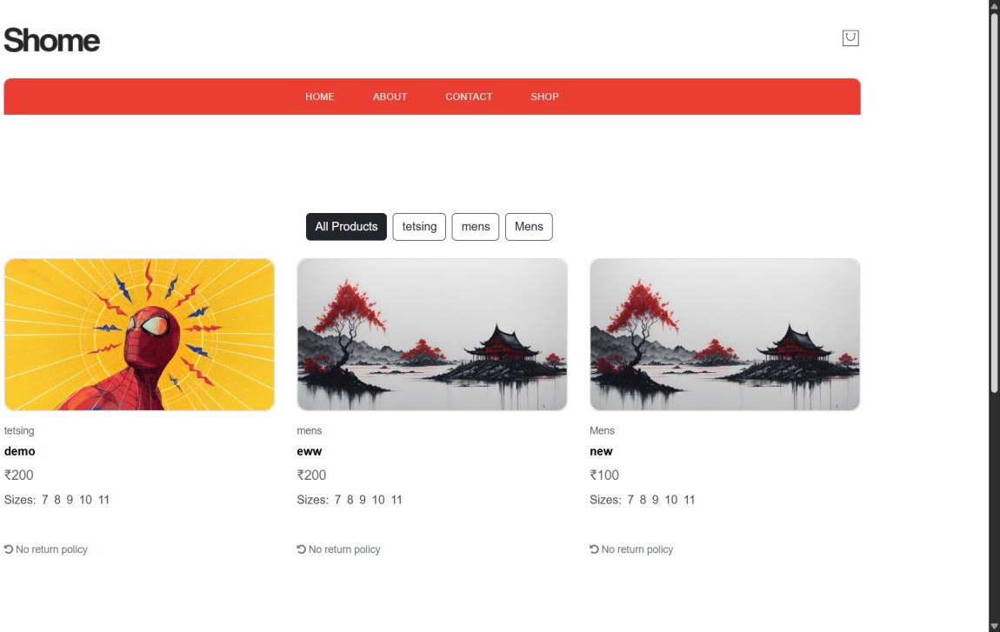 Shome
HOME ABOUT CONTACT SHOP
All Products tetsing mens Mens
tetsing
demo
₹200
Sizes: 7 8 9 10 11
No return policy
mens
eww
₹200
Sizes: 7 8 9 10 11
No return policy
Mens
new
₹100
Sizes: 7 8 9 10 11
No return policy